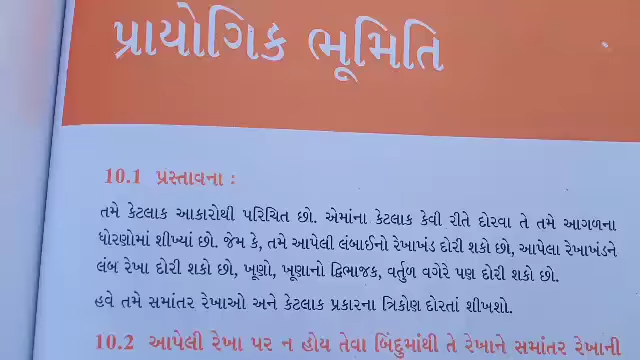 પ્રાયોગિક ભૂમિતિ
10.1 પ્રસ્તાવના :
તમે કેટલાક આકારોથી પરિચિત છો. એમાંના કેટલાક કેવી રીતે દોરવા તે તમે આગળના
ધોરણોમાં શીખ્યાં છો. જેમ કે, તમે આપેલી લંબાઈનો રેખાખંડ દોરી શકો છો, આપેલા રેખાખંડને
લંબ રેખા દોરી શકો છો, ખૂણો, ખૂણાનો દ્વિભાજક, વર્તુળ વગેરે પણ દોરી શકો છો.
હવે તમે સમાંતર રેખાઓ અને કેટલાક પ્રકારના ત્રિકોણ દોરતાં શીખશો.
10.2 આપેલી રેખા પર ન હોય તેવા બિંદુમાંથી તે રેખાને સમાંતર રેખાની